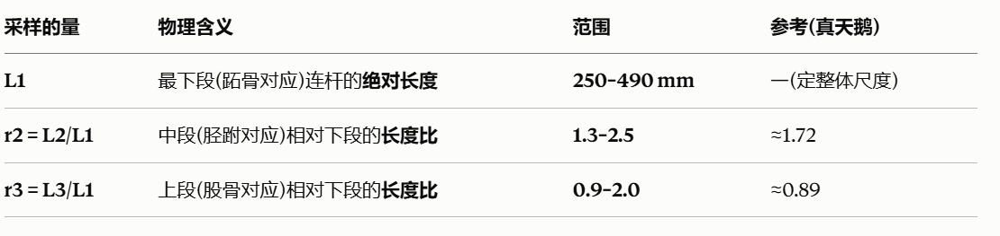 采样的量 物理含义 范围 参考(真天鹅)
L1 最下段(跖骨对应)连杆的绝对长度 250–490 mm —(定整体尺度)
r2 = L2/L1 中段(胫跗对应)相对下段的长度比 1.3–2.5 ≈1.72
r3 = L3/L1 上段(股骨对应)相对下段的长度比 0.9–2.0 ≈0.89